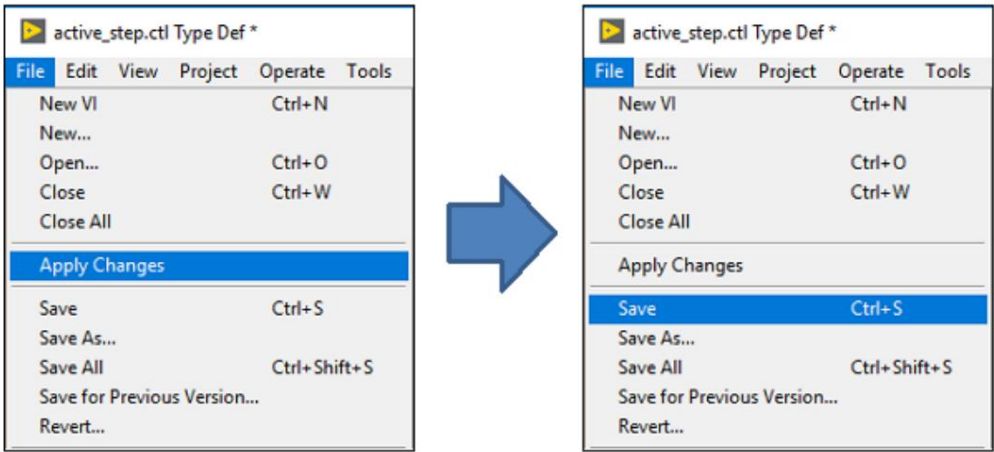 active_step.ctl Type Def *
File Edit View Project Operate Tools
New VI Ctrl+N
New...
Open... Ctrl+O
Close Ctrl+W
Close All
Apply Changes
Save Ctrl+S
Save As...
Save All Ctrl+Shift+S
Save for Previous Version...
Revert...
active_step.ctl Type Def *
File Edit View Project Operate Tools
New VI Ctrl+N
New...
Open... Ctrl+O
Close Ctrl+W
Close All
Apply Changes
Save Ctrl+S
Save As...
Save All Ctrl+Shift+S
Save for Previous Version...
Revert...